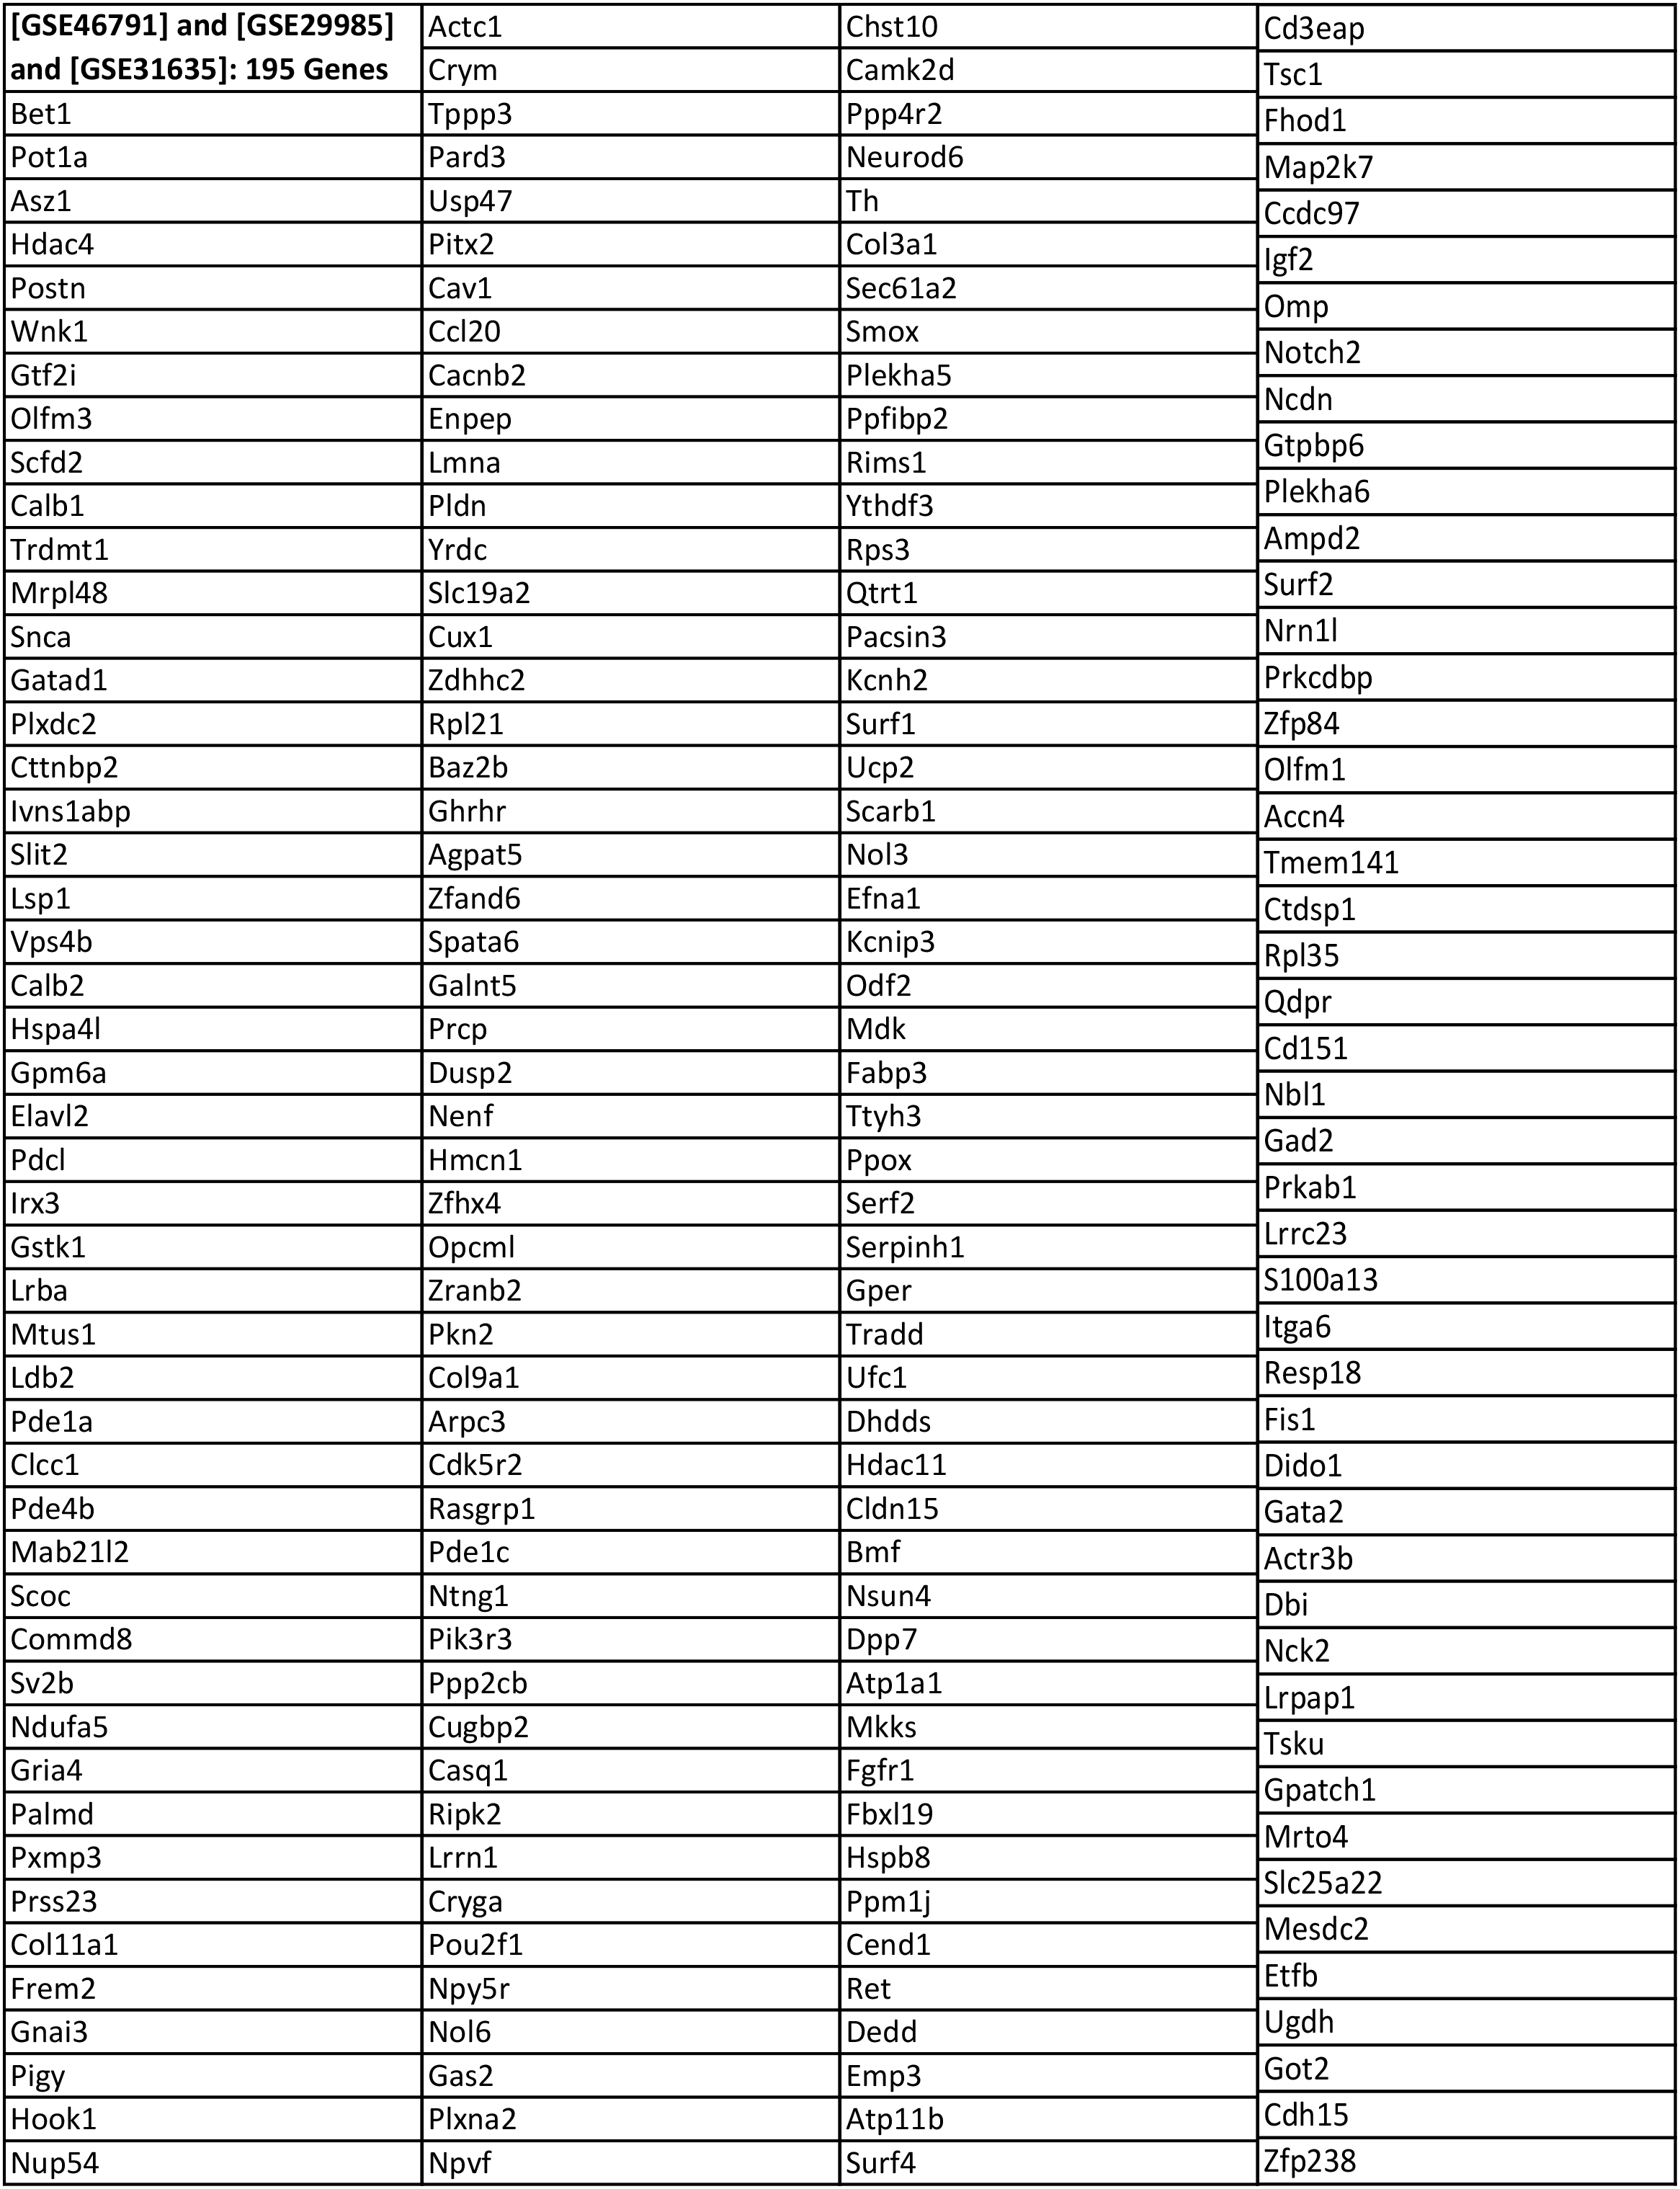 [GSE46791] and [GSE29985]
and [GSE31635]: 195 Genes
Bet1
Pot1a
Asz1
Hdac4
Postn
Wnk1
Gtf2i
Olfm3
Scfd2
Calb1
Trdmt1
Mrpl48
Snca
Gatad1
Plxdc2
Cttnbp2
Ivns1abp
Slit2
Lsp1
Vps4b
Calb2
Hspa4l
Gpm6a
Elavl2
Pdcl
Irx3
Gstk1
Lrba
Mtus1
Ldb2
Pde1a
Clcc1
Pde4b
Mab21l2
Scoc
Commd8
Sv2b
Ndufa5
Gria4
Palmd
Pxmp3
Prss23
Col11a1
Frem2
Gnai3
Pigy
Hook1
Nup54
Actc1
Crym
Tppp3
Pard3
Usp47
Pitx2
Cav1
Ccl20
Cacnb2
Enpep
Lmna
Pldn
Yrdc
Slc19a2
Cux1
Zdhhc2
Rpl21
Baz2b
Ghrhr
Agpat5
Zfand6
Spata6
Galnt5
Prcp
Dusp2
Nenf
Hmcn1
Zfhx4
Opcml
Zranb2
Pkn2
Col9a1
Arpc3
Cdk5r2
Rasgrp1
Pde1c
Ntng1
Pik3r3
Ppp2cb
Cugbp2
Casq1
Ripk2
Lrrn1
Cryga
Pou2f1
Npy5r
Nol6
Gas2
Plxna2
Npvf
Chst10
Camk2d
Ppp4r2
Neurod6
Th
Col3a1
Sec61a2
Smox
Plekha5
Ppfibp2
Rims1
Ythdf3
Rps3
Qtrt1
Pacsin3
Kcnh2
Surf1
Ucp2
Scarb1
Nol3
Efna1
Kcnip3
Odf2
Mdk
Fabp3
Ttyh3
Ppox
Serf2
Serpinh1
Gper
Tradd
Ufc1
Dhdds
Hdac11
Cldn15
Bmf
Nsun4
Dpp7
Atp1a1
Mkks
Fgfr1
Fbxl19
Hspb8
Ppm1j
Cend1
Ret
Dedd
Emp3
Atp11b
Surf4
Cd3eap
Tsc1
Fhod1
Map2k7
Ccdc97
Igf2
Omp
Notch2
Ncdn
Gtpbp6
Plekha6
Ampd2
Surf2
Nrn1l
Prkcdbp
Zfp84
Olfm1
Accn4
Tmem141
Ctdsp1
Rpl35
Qdpr
Cd151
Nbl1
Gad2
Prkab1
Lrrc23
S100a13
Itga6
Resp18
Fis1
Dido1
Gata2
Actr3b
Dbi
Nck2
Lrpap1
Tsku
Gpatch1
Mrto4
Slc25a22
Mesdc2
Etfb
Ugdh
Got2
Cdh15
Zfp238